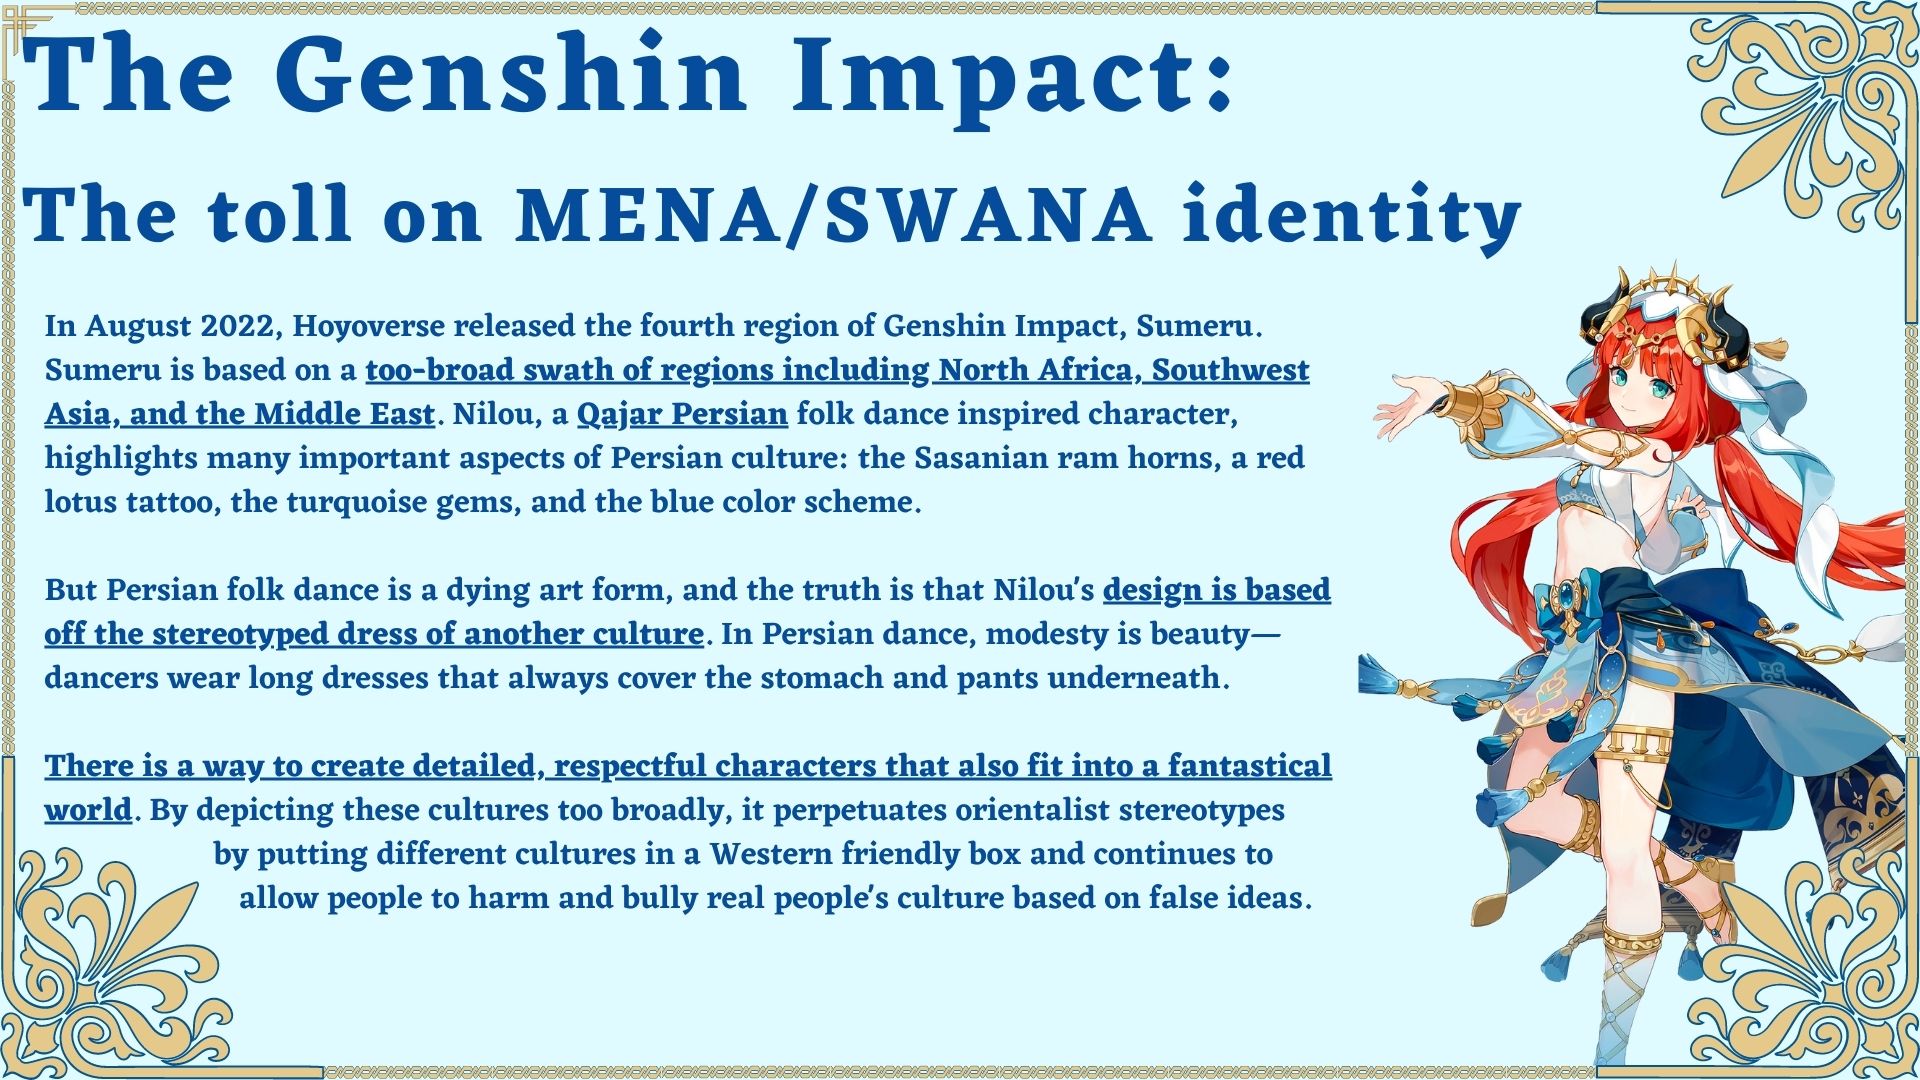 The Genshin Impact:
The toll on MENA/SWANA identity
In August 2022, Hoyoverse released the fourth region of Genshin Impact, Sumeru.
Sumeru is based on a too-broad swath of regions including North Africa, Southwest
Asia, and the Middle East. Nilou, a Qajar Persian folk dance inspired character,
highlights many important aspects of Persian culture: the Sasanian ram horns, a red
lotus tattoo, the turquoise gems, and the blue color scheme.
But Persian folk dance is a dying art form, and the truth is that Nilou's design is based
off the stereotyped dress of another culture. In Persian dance, modesty is beauty—
dancers wear long dresses that always cover the stomach and pants underneath.
There is a way to create detailed, respectful characters that also fit into a fantastical
world. By depicting these cultures too broadly, it perpetuates orientalist stereotypes
by putting different cultures in a Western friendly box and continues to
allow people to harm and bully real people's culture based on false ideas.